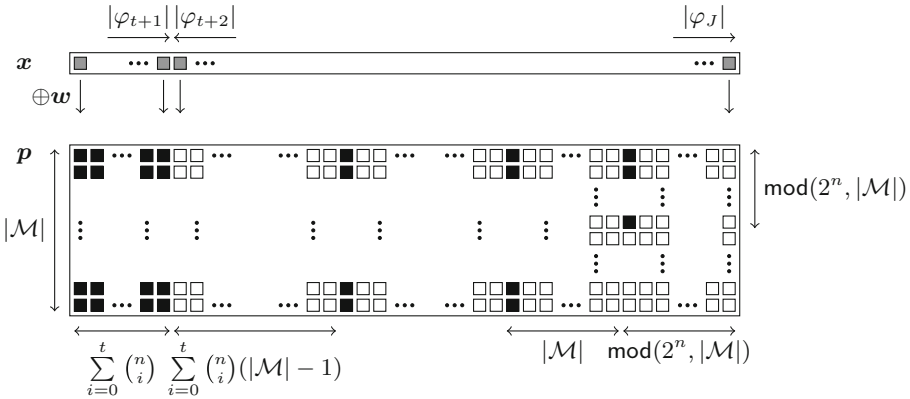 |φ_{t+1}| |φ_{t+2}| |φ_J|
x ··· ··· ···
⊕w
p ··· ··· ··· ··· ··· ···
mod(2^n, |M|)
|M|
··· ··· ··· ··· ···
∑_{i=0}^{t} \binom{n}{i} ∑_{i=0}^{t} \binom{n}{i}(|M| − 1) |M| mod(2^n, |M|)